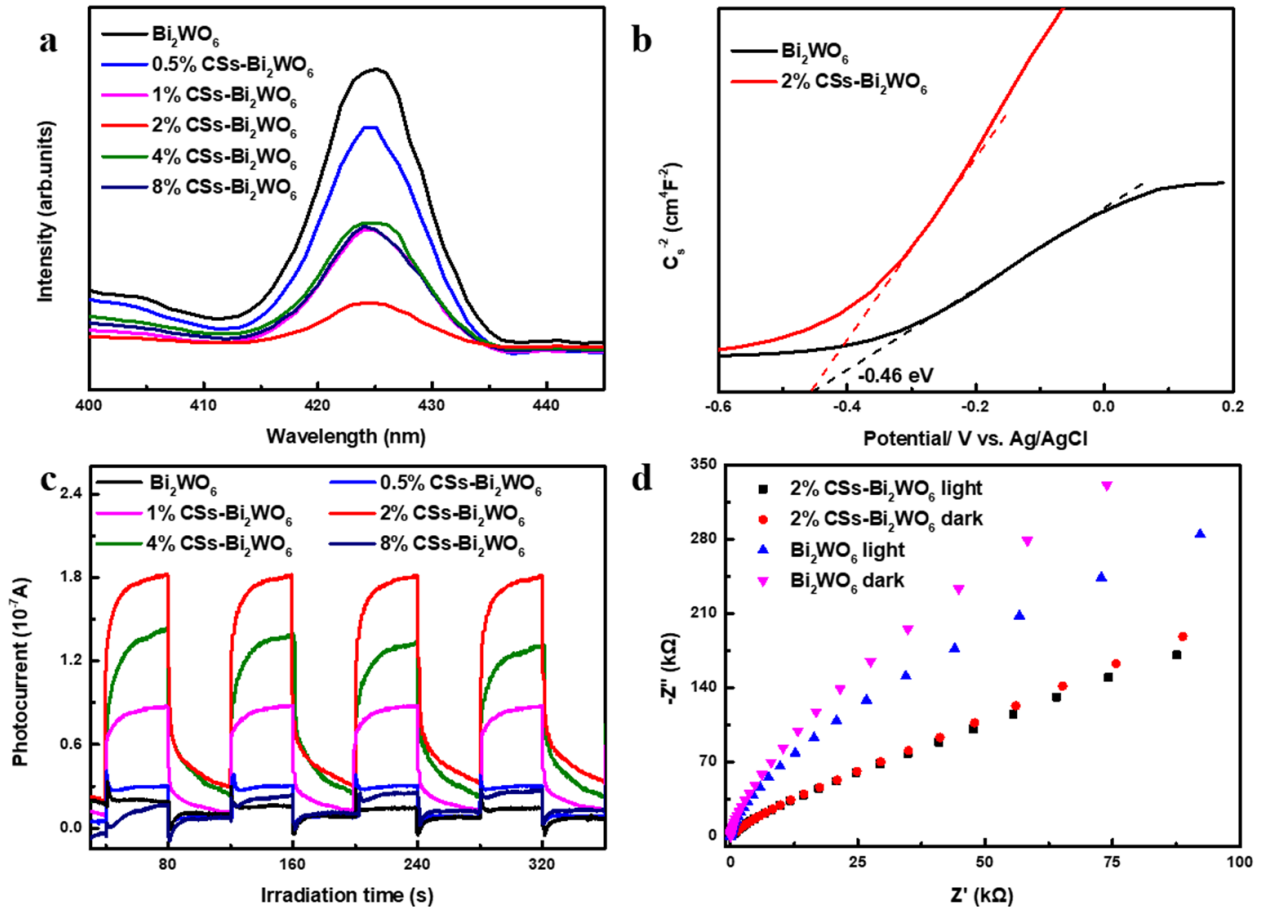 a
Bi₂WO₆
0.5% CSs-Bi₂WO₆
1% CSs-Bi₂WO₆
2% CSs-Bi₂WO₆
4% CSs-Bi₂WO₆
8% CSs-Bi₂WO₆
Intensity (arb.units)
400 410 420 430 440
Wavelength (nm)
b
Bi₂WO₆
2% CSs-Bi₂WO₆
Cₛ⁻² (cm⁴F⁻²)
-0.46 eV
-0.6 -0.4 -0.2 0.0 0.2
Potential/ V vs. Ag/AgCl
c
Bi₂WO₆ 0.5% CSs-Bi₂WO₆
1% CSs-Bi₂WO₆ 2% CSs-Bi₂WO₆
4% CSs-Bi₂WO₆ 8% CSs-Bi₂WO₆
Photocurrent (10⁻⁷A)
2.4
1.8
1.2
0.6
0.0
80 160 240 320
Irradiation time (s)
d
2% CSs-Bi₂WO₆ light
2% CSs-Bi₂WO₆ dark
Bi₂WO₆ light
Bi₂WO₆ dark
-Z'' (kΩ)
350
280
210
140
70
0
0 25 50 75 100
Z' (kΩ)